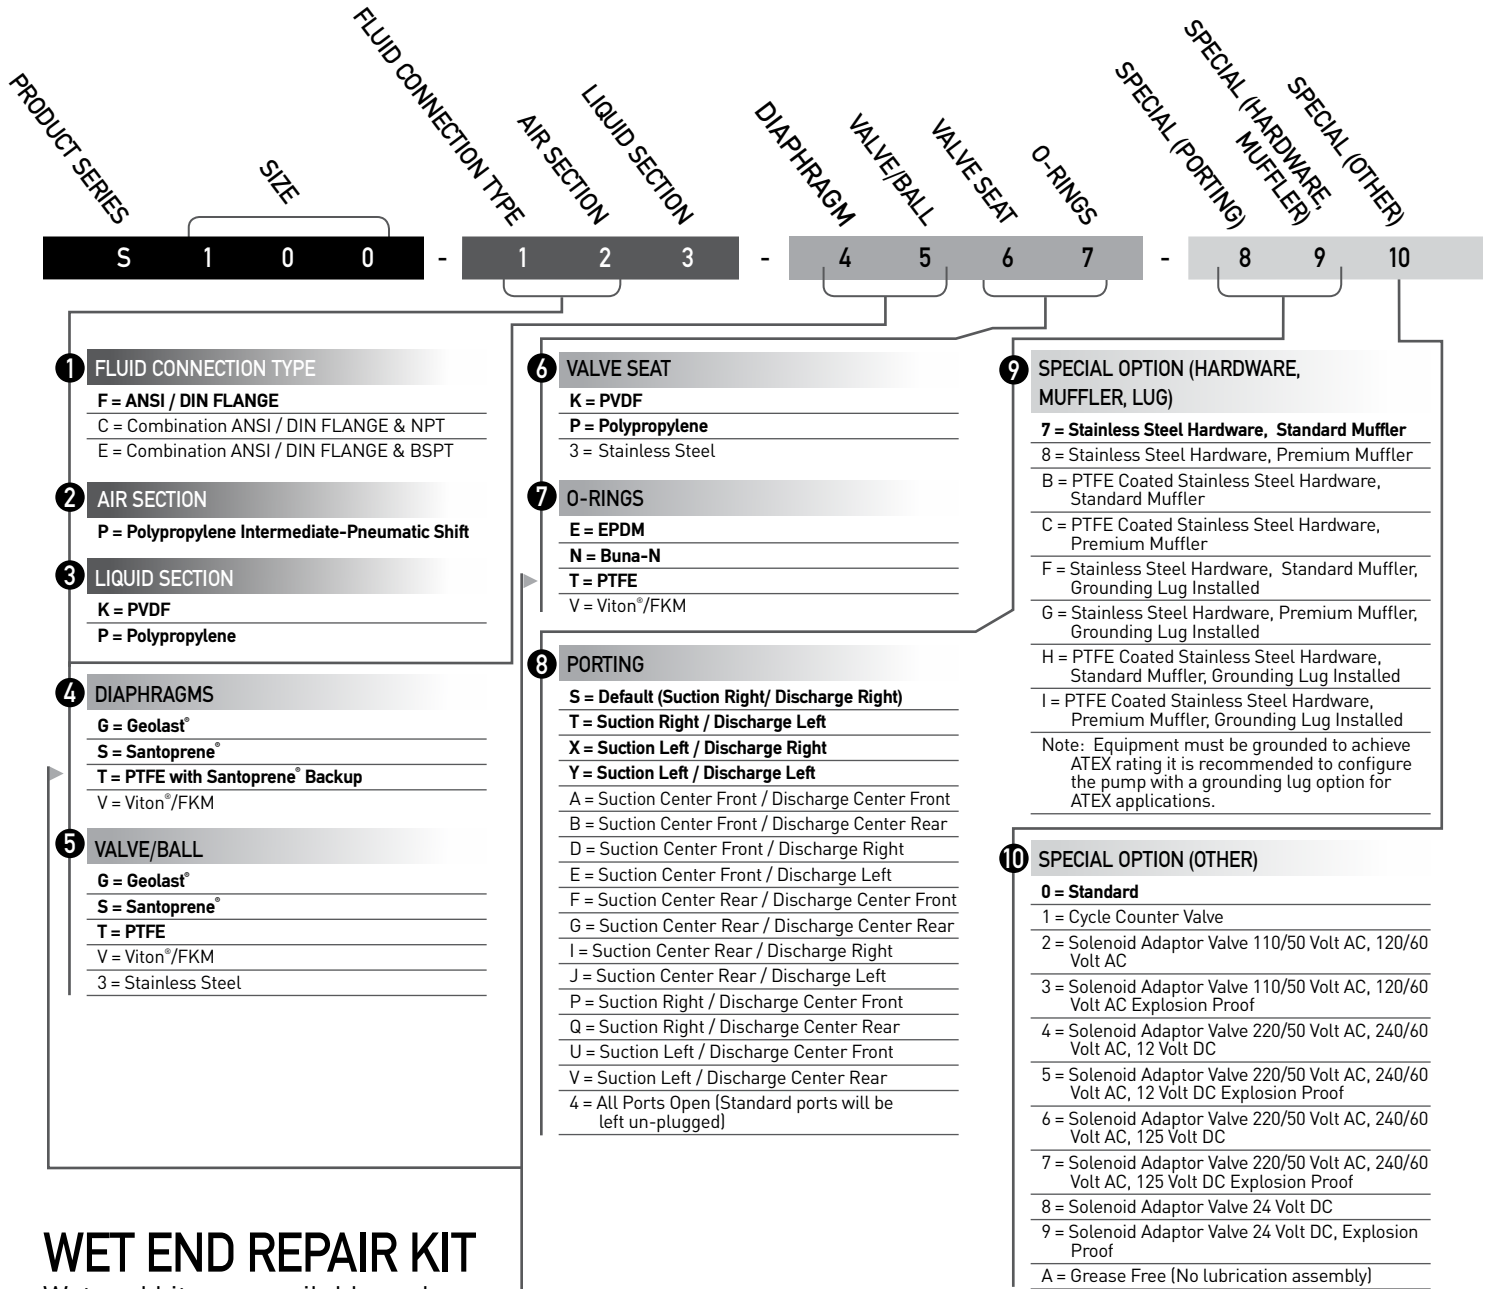 PRODUCT SERIES
SIZE
FLUID CONNECTION TYPE
AIR SECTION
LIQUID SECTION
DIAPHRAGM
VALVE/BALL
VALVE SEAT
O-RINGS
SPECIAL (PORTING)
SPECIAL (HARDWARE,
MUFFLER)
SPECIAL (OTHER)
S 1 0 0 - 1 2 3 - 4 5 6 7 - 8 9 10
1 FLUID CONNECTION TYPE
F = ANSI / DIN FLANGE
C = Combination ANSI / DIN FLANGE & NPT
E = Combination ANSI / DIN FLANGE & BSPT
2 AIR SECTION
P = Polypropylene Intermediate-Pneumatic Shift
3 LIQUID SECTION
K = PVDF
P = Polypropylene
4 DIAPHRAGMS
G = Geolast®
S = Santoprene®
T = PTFE with Santoprene® Backup
V = Viton®/FKM
5 VALVE/BALL
G = Geolast®
S = Santoprene®
T = PTFE
V = Viton®/FKM
3 = Stainless Steel
6 VALVE SEAT
K = PVDF
P = Polypropylene
3 = Stainless Steel
7 O-RINGS
E = EPDM
N = Buna-N
T = PTFE
V = Viton®/FKM
8 PORTING
S = Default (Suction Right/ Discharge Right)
T = Suction Right / Discharge Left
X = Suction Left / Discharge Right
Y = Suction Left / Discharge Left
A = Suction Center Front / Discharge Center Front
B = Suction Center Front / Discharge Center Rear
D = Suction Center Front / Discharge Right
E = Suction Center Front / Discharge Left
F = Suction Center Rear / Discharge Center Front
G = Suction Center Rear / Discharge Center Rear
I = Suction Center Rear / Discharge Right
J = Suction Center Rear / Discharge Left
P = Suction Right / Discharge Center Front
Q = Suction Right / Discharge Center Rear
U = Suction Left / Discharge Center Front
V = Suction Left / Discharge Center Rear
4 = All Ports Open (Standard ports will be
left un-plugged)
9 SPECIAL OPTION (HARDWARE,
MUFFLER, LUG)
7 = Stainless Steel Hardware, Standard Muffler
8 = Stainless Steel Hardware, Premium Muffler
B = PTFE Coated Stainless Steel Hardware,
Standard Muffler
C = PTFE Coated Stainless Steel Hardware,
Premium Muffler
F = Stainless Steel Hardware, Standard Muffler,
Grounding Lug Installed
G = Stainless Steel Hardware, Premium Muffler,
Grounding Lug Installed
H = PTFE Coated Stainless Steel Hardware,
Standard Muffler, Grounding Lug Installed
I = PTFE Coated Stainless Steel Hardware,
Premium Muffler, Grounding Lug Installed
Note: Equipment must be grounded to achieve
ATEX rating it is recommended to configure
the pump with a grounding lug option for
ATEX applications.
10 SPECIAL OPTION (OTHER)
0 = Standard
1 = Cycle Counter Valve
2 = Solenoid Adaptor Valve 110/50 Volt AC, 120/60
Volt AC
3 = Solenoid Adaptor Valve 110/50 Volt AC, 120/60
Volt AC Explosion Proof
4 = Solenoid Adaptor Valve 220/50 Volt AC, 240/60
Volt AC, 12 Volt DC
5 = Solenoid Adaptor Valve 220/50 Volt AC, 240/60
Volt AC, 12 Volt DC Explosion Proof
6 = Solenoid Adaptor Valve 220/50 Volt AC, 240/60
Volt AC, 125 Volt DC
7 = Solenoid Adaptor Valve 220/50 Volt AC, 240/60
Volt AC, 125 Volt DC Explosion Proof
8 = Solenoid Adaptor Valve 24 Volt DC
9 = Solenoid Adaptor Valve 24 Volt DC, Explosion
Proof
A = Grease Free (No lubrication assembly)
WET END REPAIR KIT